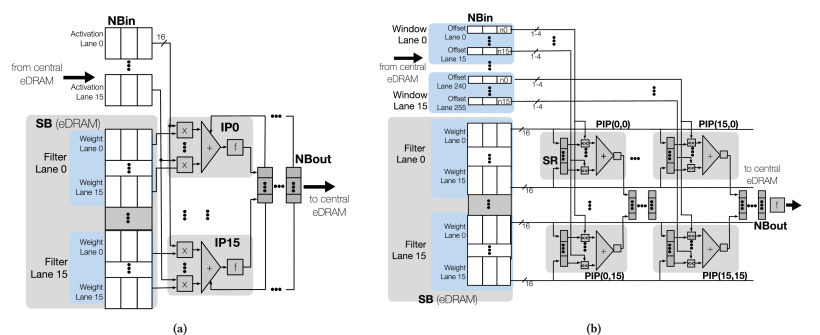 NBin
16
Activation
Lane 0
from central
eDRAM
Activation
Lane 15
SB (eDRAM)
IP0
Weight
Lane 0
x
Filter
Lane 0
+
f
x
Weight
Lane 15
NBout
to central
eDRAM
IP15
Weight
Lane 0
x
Filter
Lane 15
+
f
x
Weight
Lane 15
(a)
NBin
Window
Lane 0
Offset
Lane 0
n0
1-4
Offset
Lane 15
n15
1-4
from central
eDRAM
Offset
Lane 240
n0
1-4
Window
Lane 15
Offset
Lane 255
n15
1-4
PIP(0,0)
PIP(15,0)
Weight
Lane 0
16
Filter
Lane 0
SR
<<
+
<<
<<
+
<<
Weight
Lane 15
16
to central
eDRAM
f
NBout
Weight
Lane 0
16
Filter
Lane 15
<<
+
<<
<<
+
<<
Weight
Lane 15
16
PIP(0,15)
PIP(15,15)
SB (eDRAM)
(b)